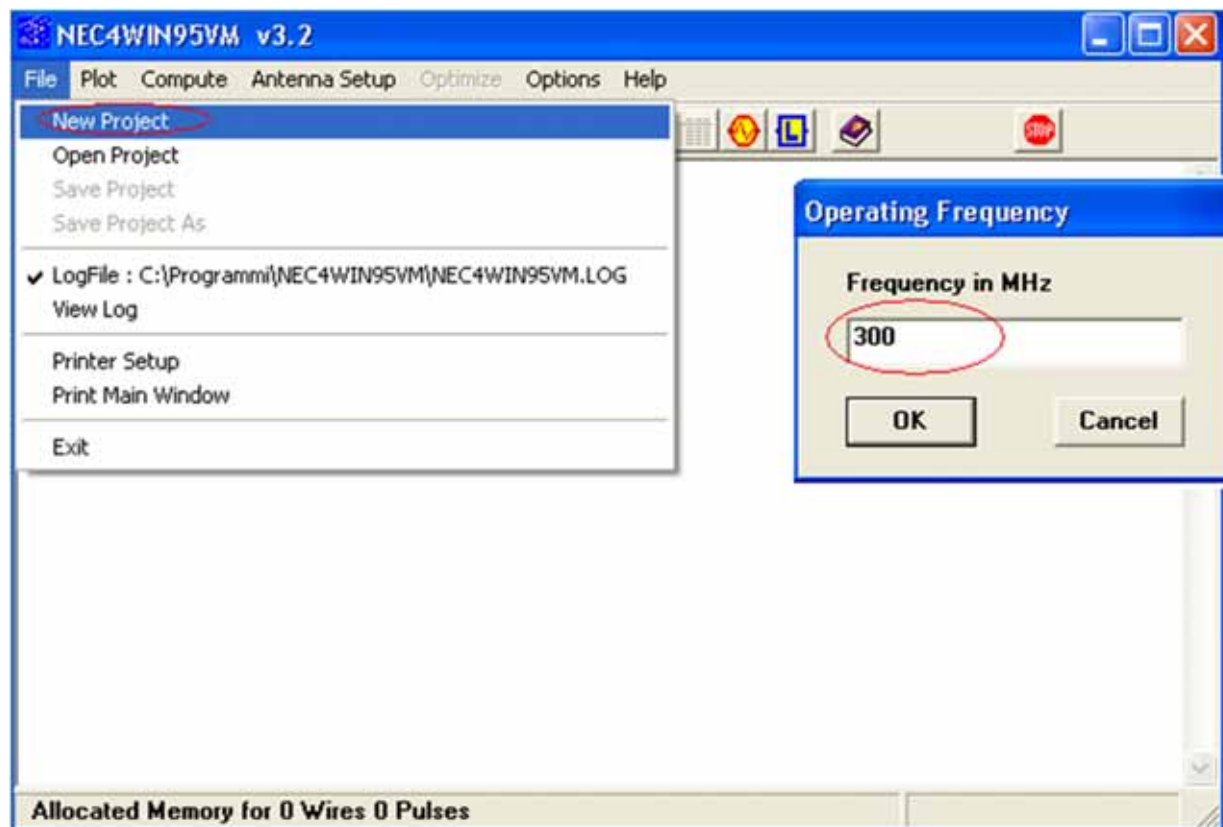 NEC4WIN95VM v3.2
File Plot Compute Antenna Setup Optimize Options Help
New Project
Open Project
Save Project
Save Project As
LogFile : C:\Programmi\NEC4WIN95VM\NEC4WIN95VM.LOG
View Log
Printer Setup
Print Main Window
Exit
L
STOP
Operating Frequency
Frequency in MHz
300
OK Cancel
Allocated Memory for 0 Wires 0 Pulses